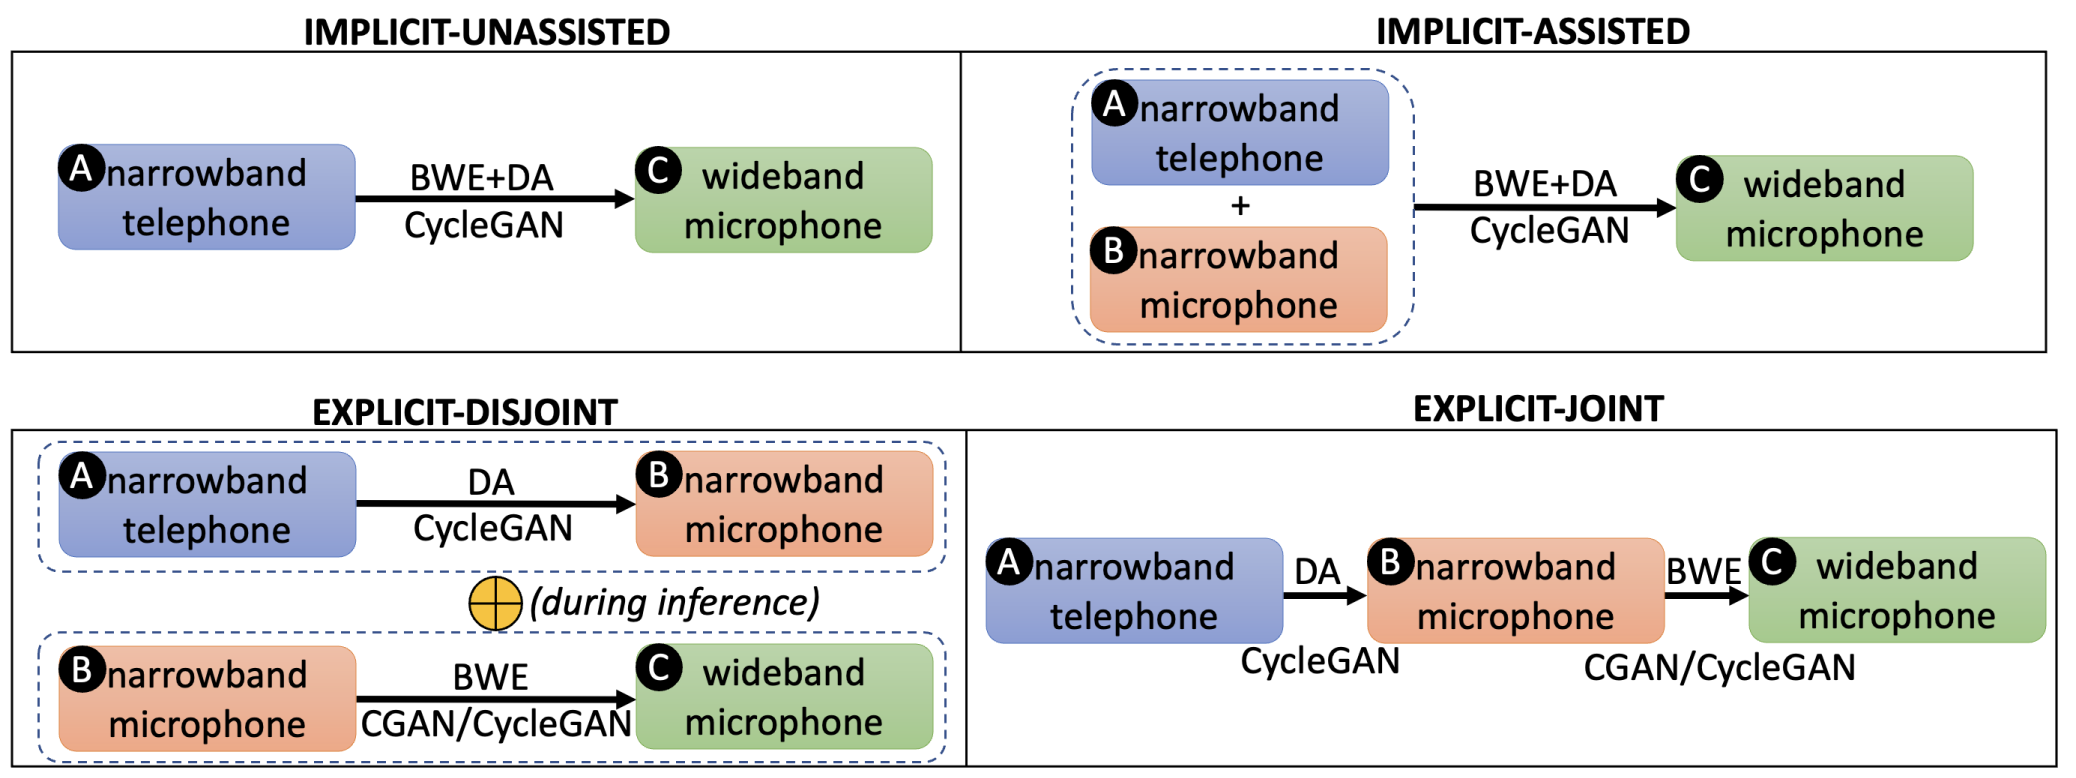 IMPLICIT-UNASSISTED
A narrowband
telephone
BWE+DA
CycleGAN
C wideband
microphone
IMPLICIT-ASSISTED
A narrowband
telephone
+
B narrowband
microphone
BWE+DA
CycleGAN
C wideband
microphone
EXPLICIT-DISJOINT
A narrowband
telephone
DA
CycleGAN
B narrowband
microphone
(during inference)
B narrowband
microphone
BWE
CGAN/CycleGAN
C wideband
microphone
EXPLICIT-JOINT
A narrowband
telephone
DA
CycleGAN
B narrowband
microphone
BWE
CGAN/CycleGAN
C wideband
microphone